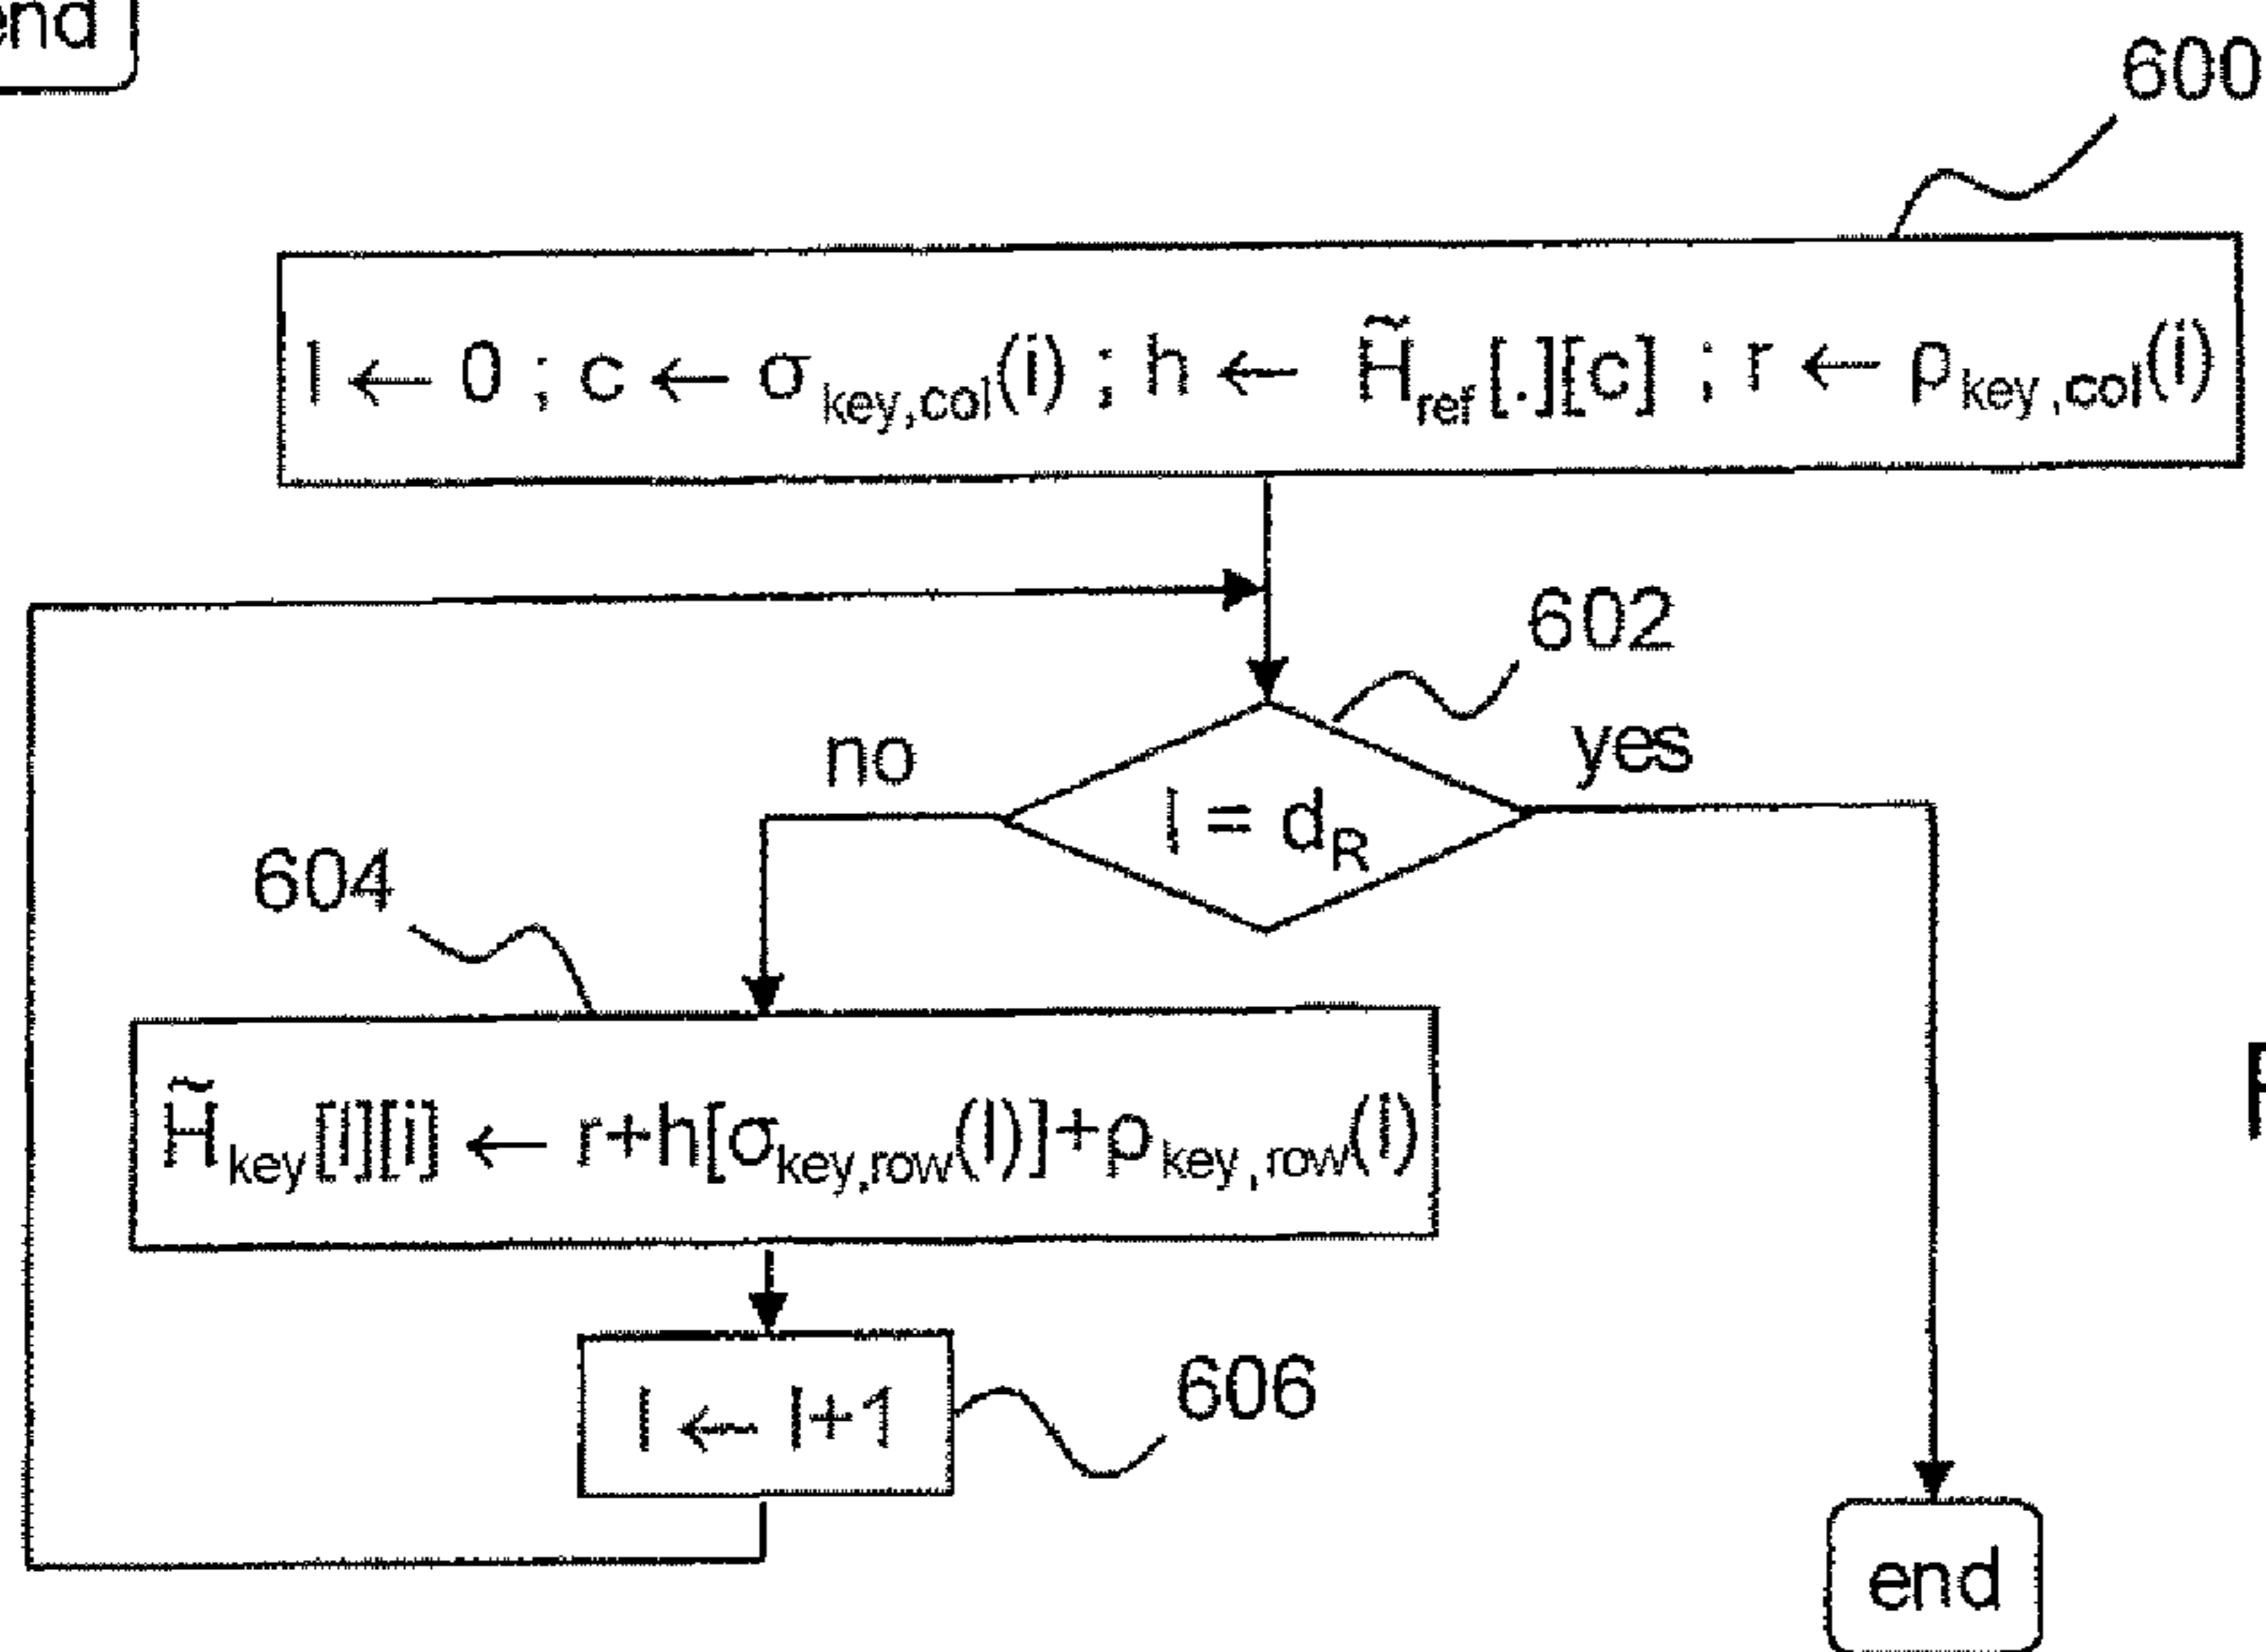 end
600
l ← 0 ; c ← σ key,col(i) ; h ← H̃ref [.][c] ; r ← ρkey,col(i)
602
no
yes
l = dR
604
H̃key[l][i] ← r+h[σkey,row(l)]+ρkey,row(l)
l ← l+1
606
end